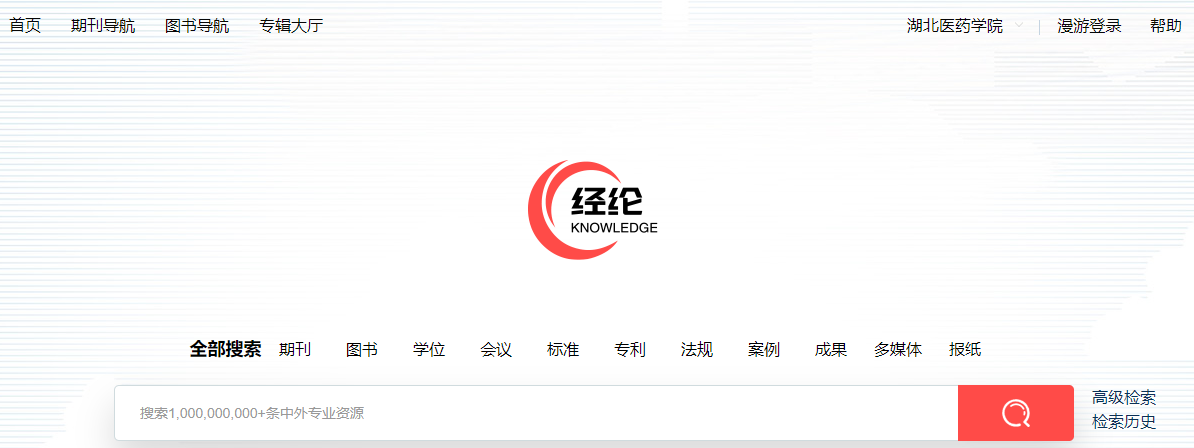 首页 期刊导航 图书导航 专辑大厅 湖北医药学院 漫游登录 帮助
经纶
KNOWLEDGE
全部搜索 期刊 图书 学位 会议 标准 专利 法规 案例 成果 多媒体 报纸
搜索1,000,000,000+条中外专业资源
高级检索
检索历史